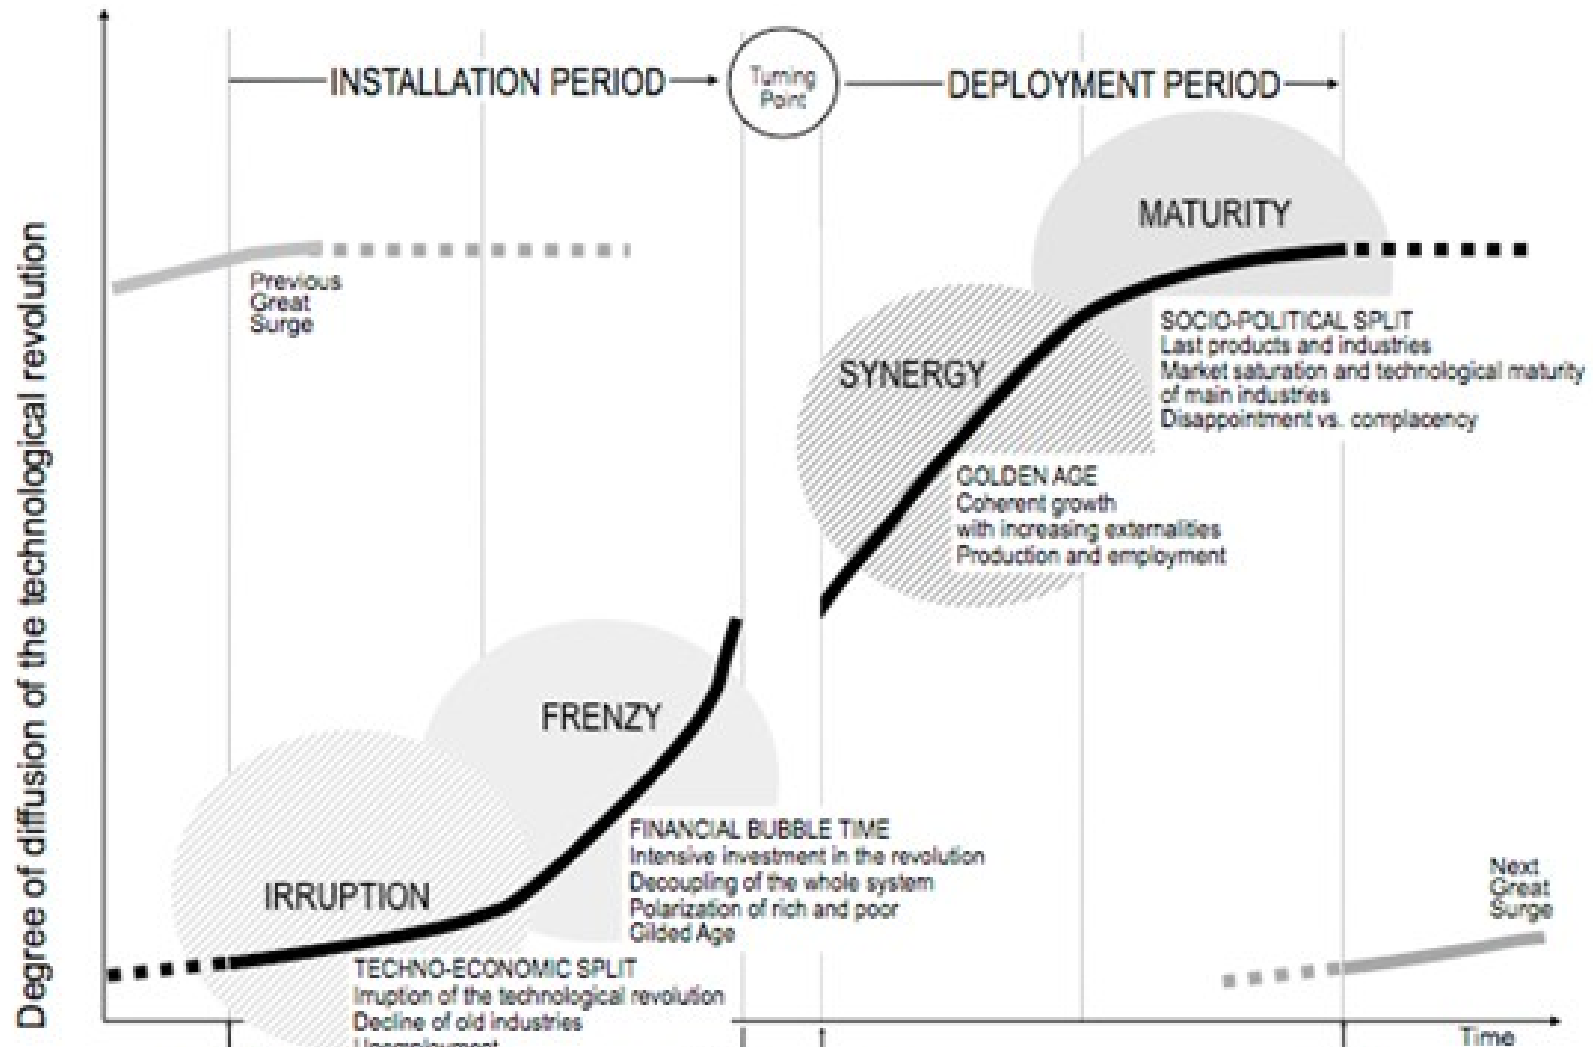 INSTALLATION PERIOD
Turning
Point
DEPLOYMENT PERIOD
Degree of diffusion of the technological revolution
Previous
Great
Surge
MATURITY
SOCIO-POLITICAL SPLIT
Last products and industries
Market saturation and technological maturity
of main industries
Disappointment vs. complacency
SYNERGY
GOLDEN AGE
Coherent growth
with increasing externalities
Production and employment
FRENZY
FINANCIAL BUBBLE TIME
Intensive investment in the revolution
Decoupling of the whole system
Polarization of rich and poor
Gilded Age
IRRUPTION
TECHNO-ECONOMIC SPLIT
Irruption of the technological revolution
Decline of old industries
Unemployment
Next
Great
Surge
Time